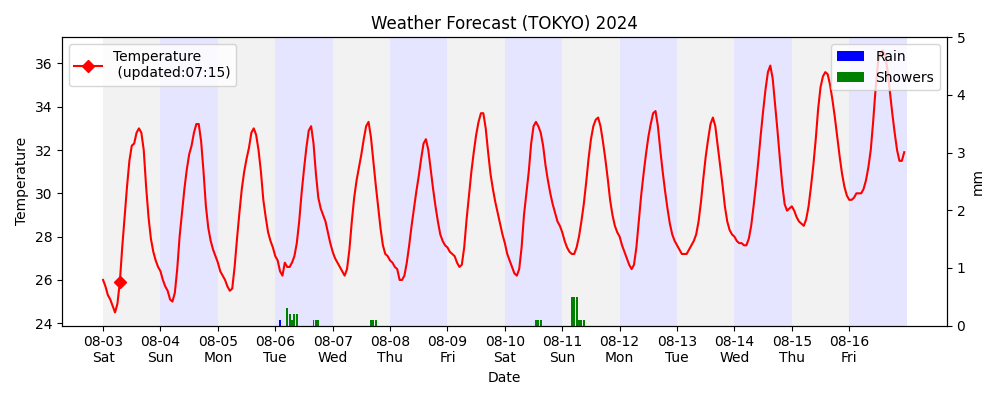 Weather Forecast (TOKYO) 2024
Temperature
(updated:07:15)
Rain
Showers
Temperature
36
34
32
30
28
26
24
5
4
3
2
1
0
mm
08-03 08-04 08-05 08-06 08-07 08-08 08-09 08-10 08-11 08-12 08-13 08-14 08-15 08-16
Sat Sun Mon Tue Wed Thu Fri Sat Sun Mon Tue Wed Thu Fri
Date